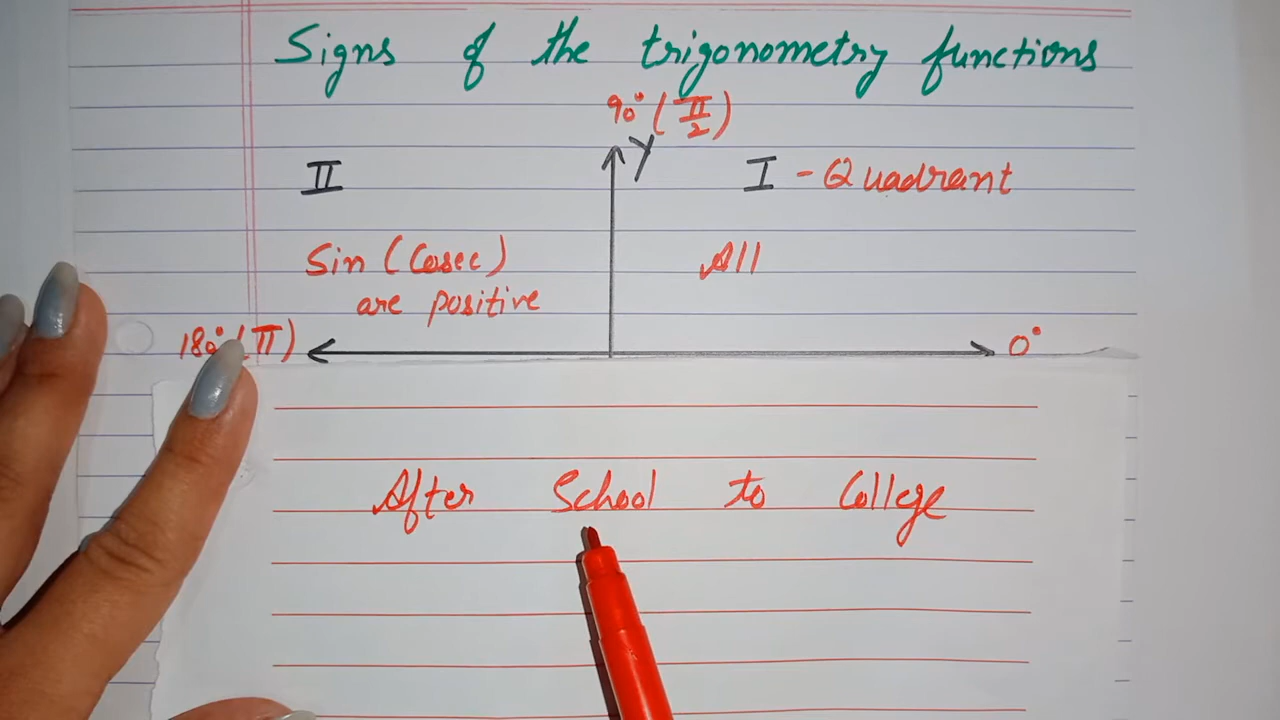 Signs of the trigonometry functions
90° (π/2)
y
II
I - Quadrant
Sin (Cosec)
are positive
All
180° (π)
0°
After School to College